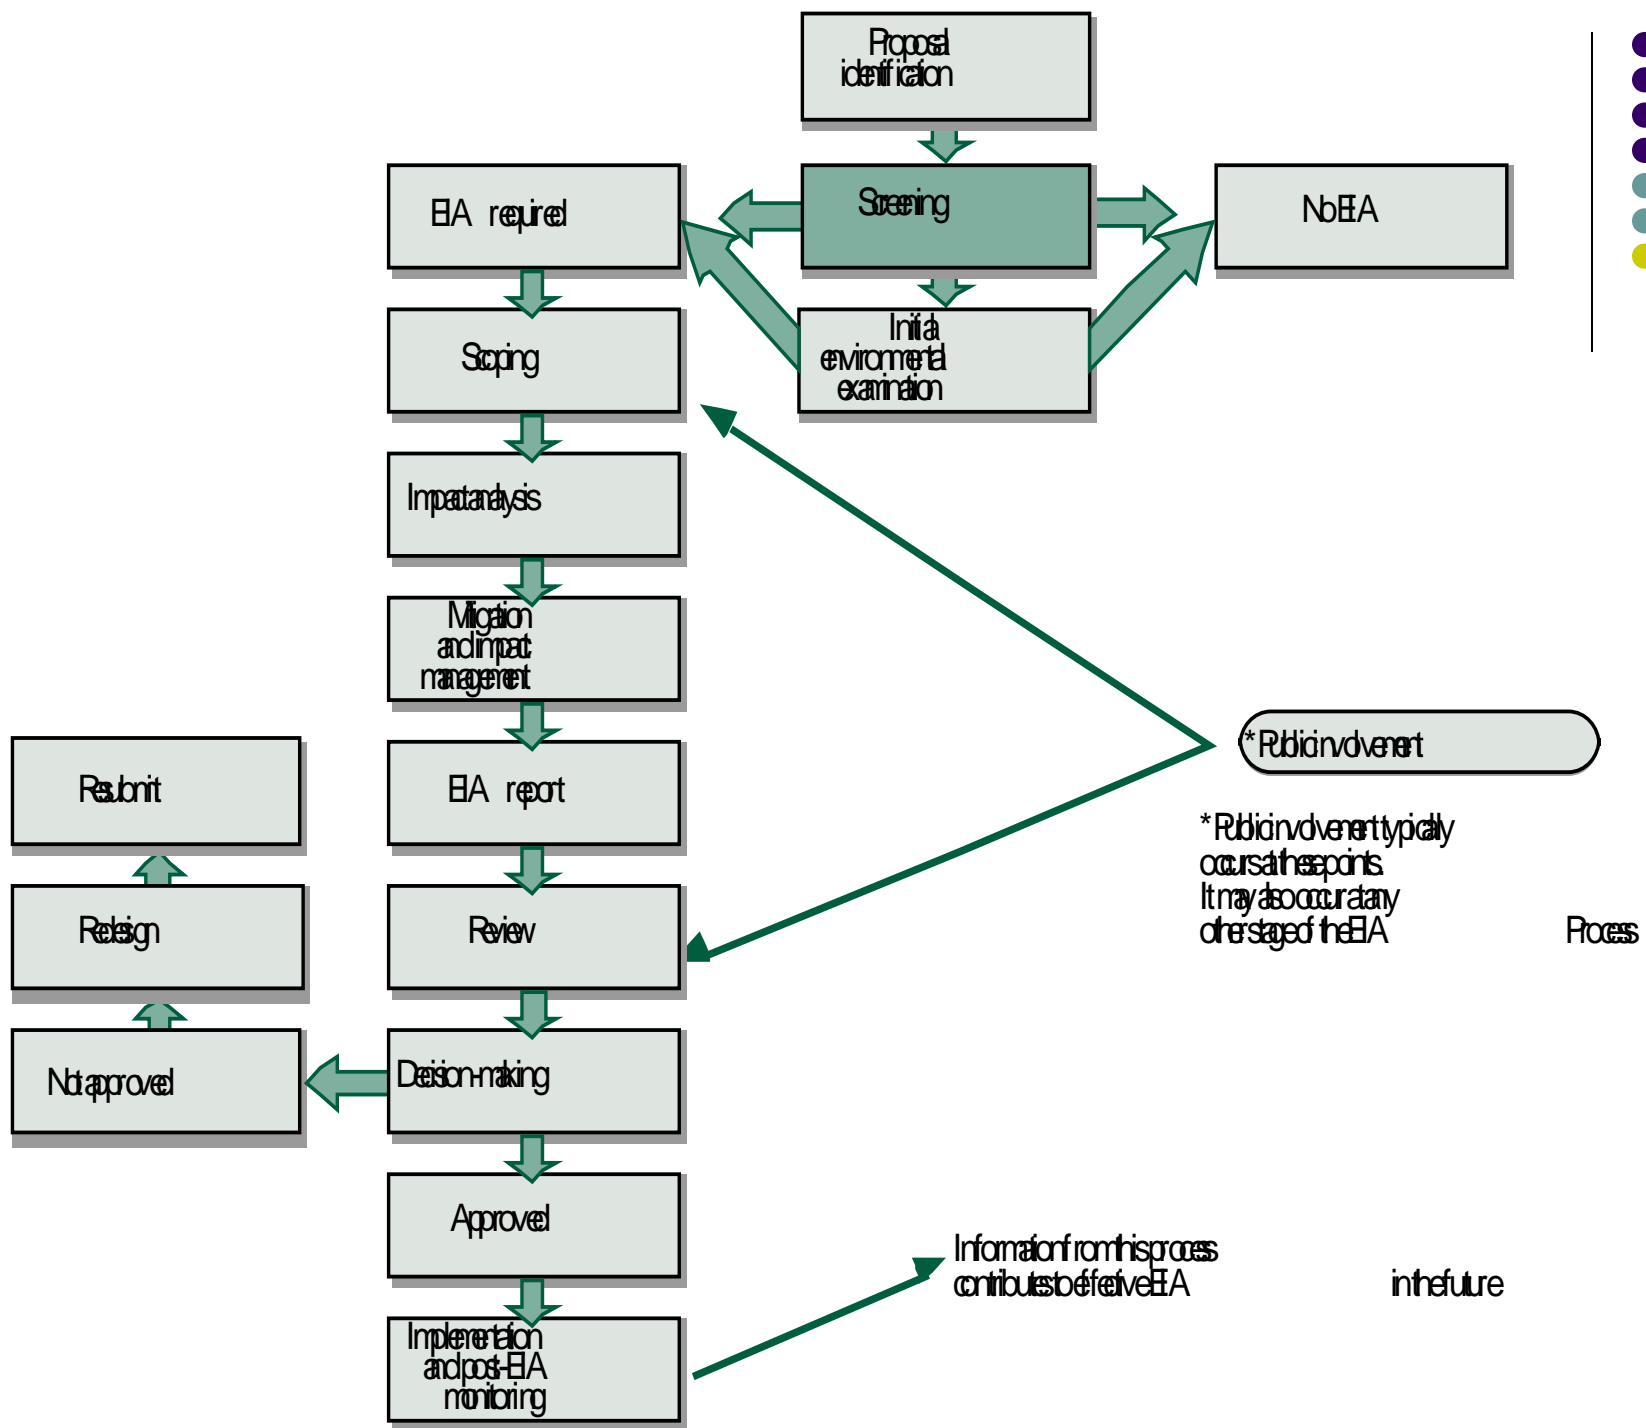 Proposal
identification
EIA required
Screening
No EIA
Scoping
Initial
environmental
examination
Impact analysis
Mitigation
and impact
management
Resubmit
EIA report
*Public involvement
*Public involvement typically
occurs at these points.
It may also occur at any
other stage of the EIA Process
Redesign
Review
Not approved
Decision-making
Approved
Information from this process
contributes to effective EIA in the future
Implementation
and post-EIA
monitoring